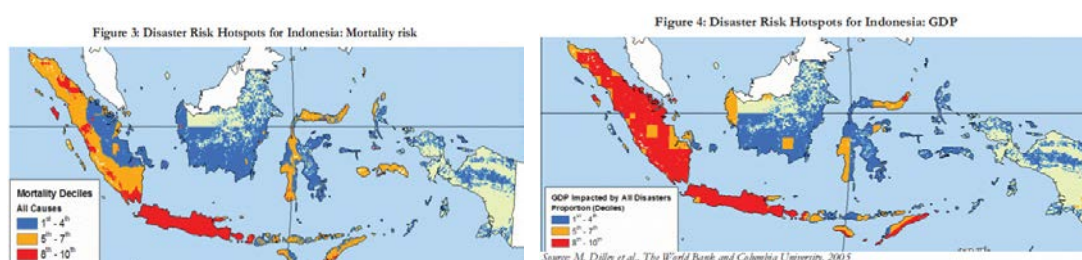 Figure 3: Disaster Risk Hotspots for Indonesia: Mortality risk
Mortality Deciles
All Causes
1st - 4th
5th - 7th
8th - 10th
Figure 4: Disaster Risk Hotspots for Indonesia: GDP
GDP Impacted by All Disasters
Proportion (Deciles)
1st - 4th
5th - 7th
8th - 10th
Source: M. Dilley et al., The World Bank and Columbia University, 2005